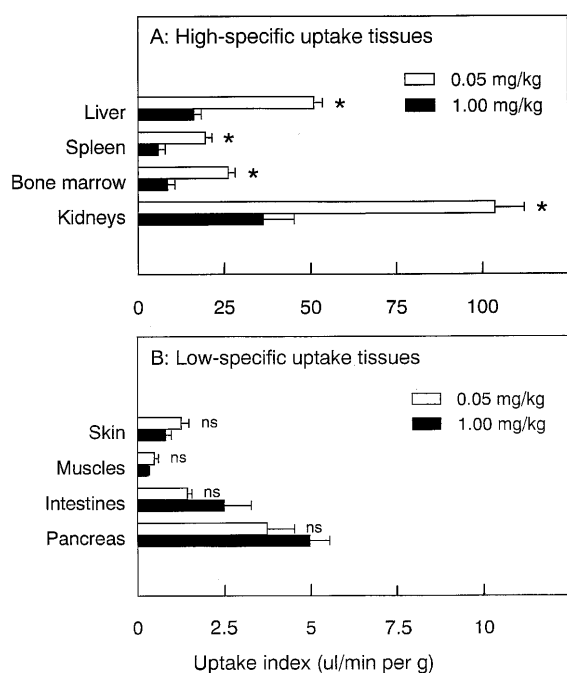 A: High-specific uptake tissues
0.05 mg/kg
1.00 mg/kg
Liver *
Spleen *
Bone marrow *
Kidneys *
0 25 50 75 100
B: Low-specific uptake tissues
0.05 mg/kg
1.00 mg/kg
Skin ns
Muscles ns
Intestines ns
Pancreas ns
0 2.5 5 7.5 10
Uptake index (ul/min per g)